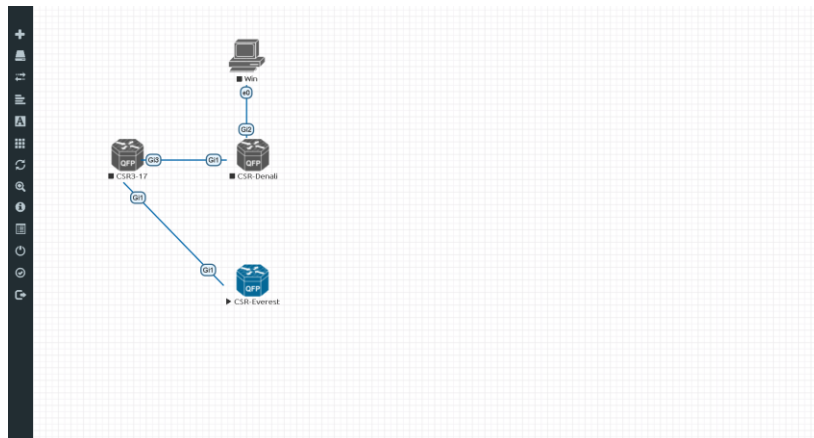 Win
e0
Gi2
QFP
Gi3
Gi1
QFP
CSR3-17
CSR-Denali
Gi1
Gi1
QFP
CSR-Everest